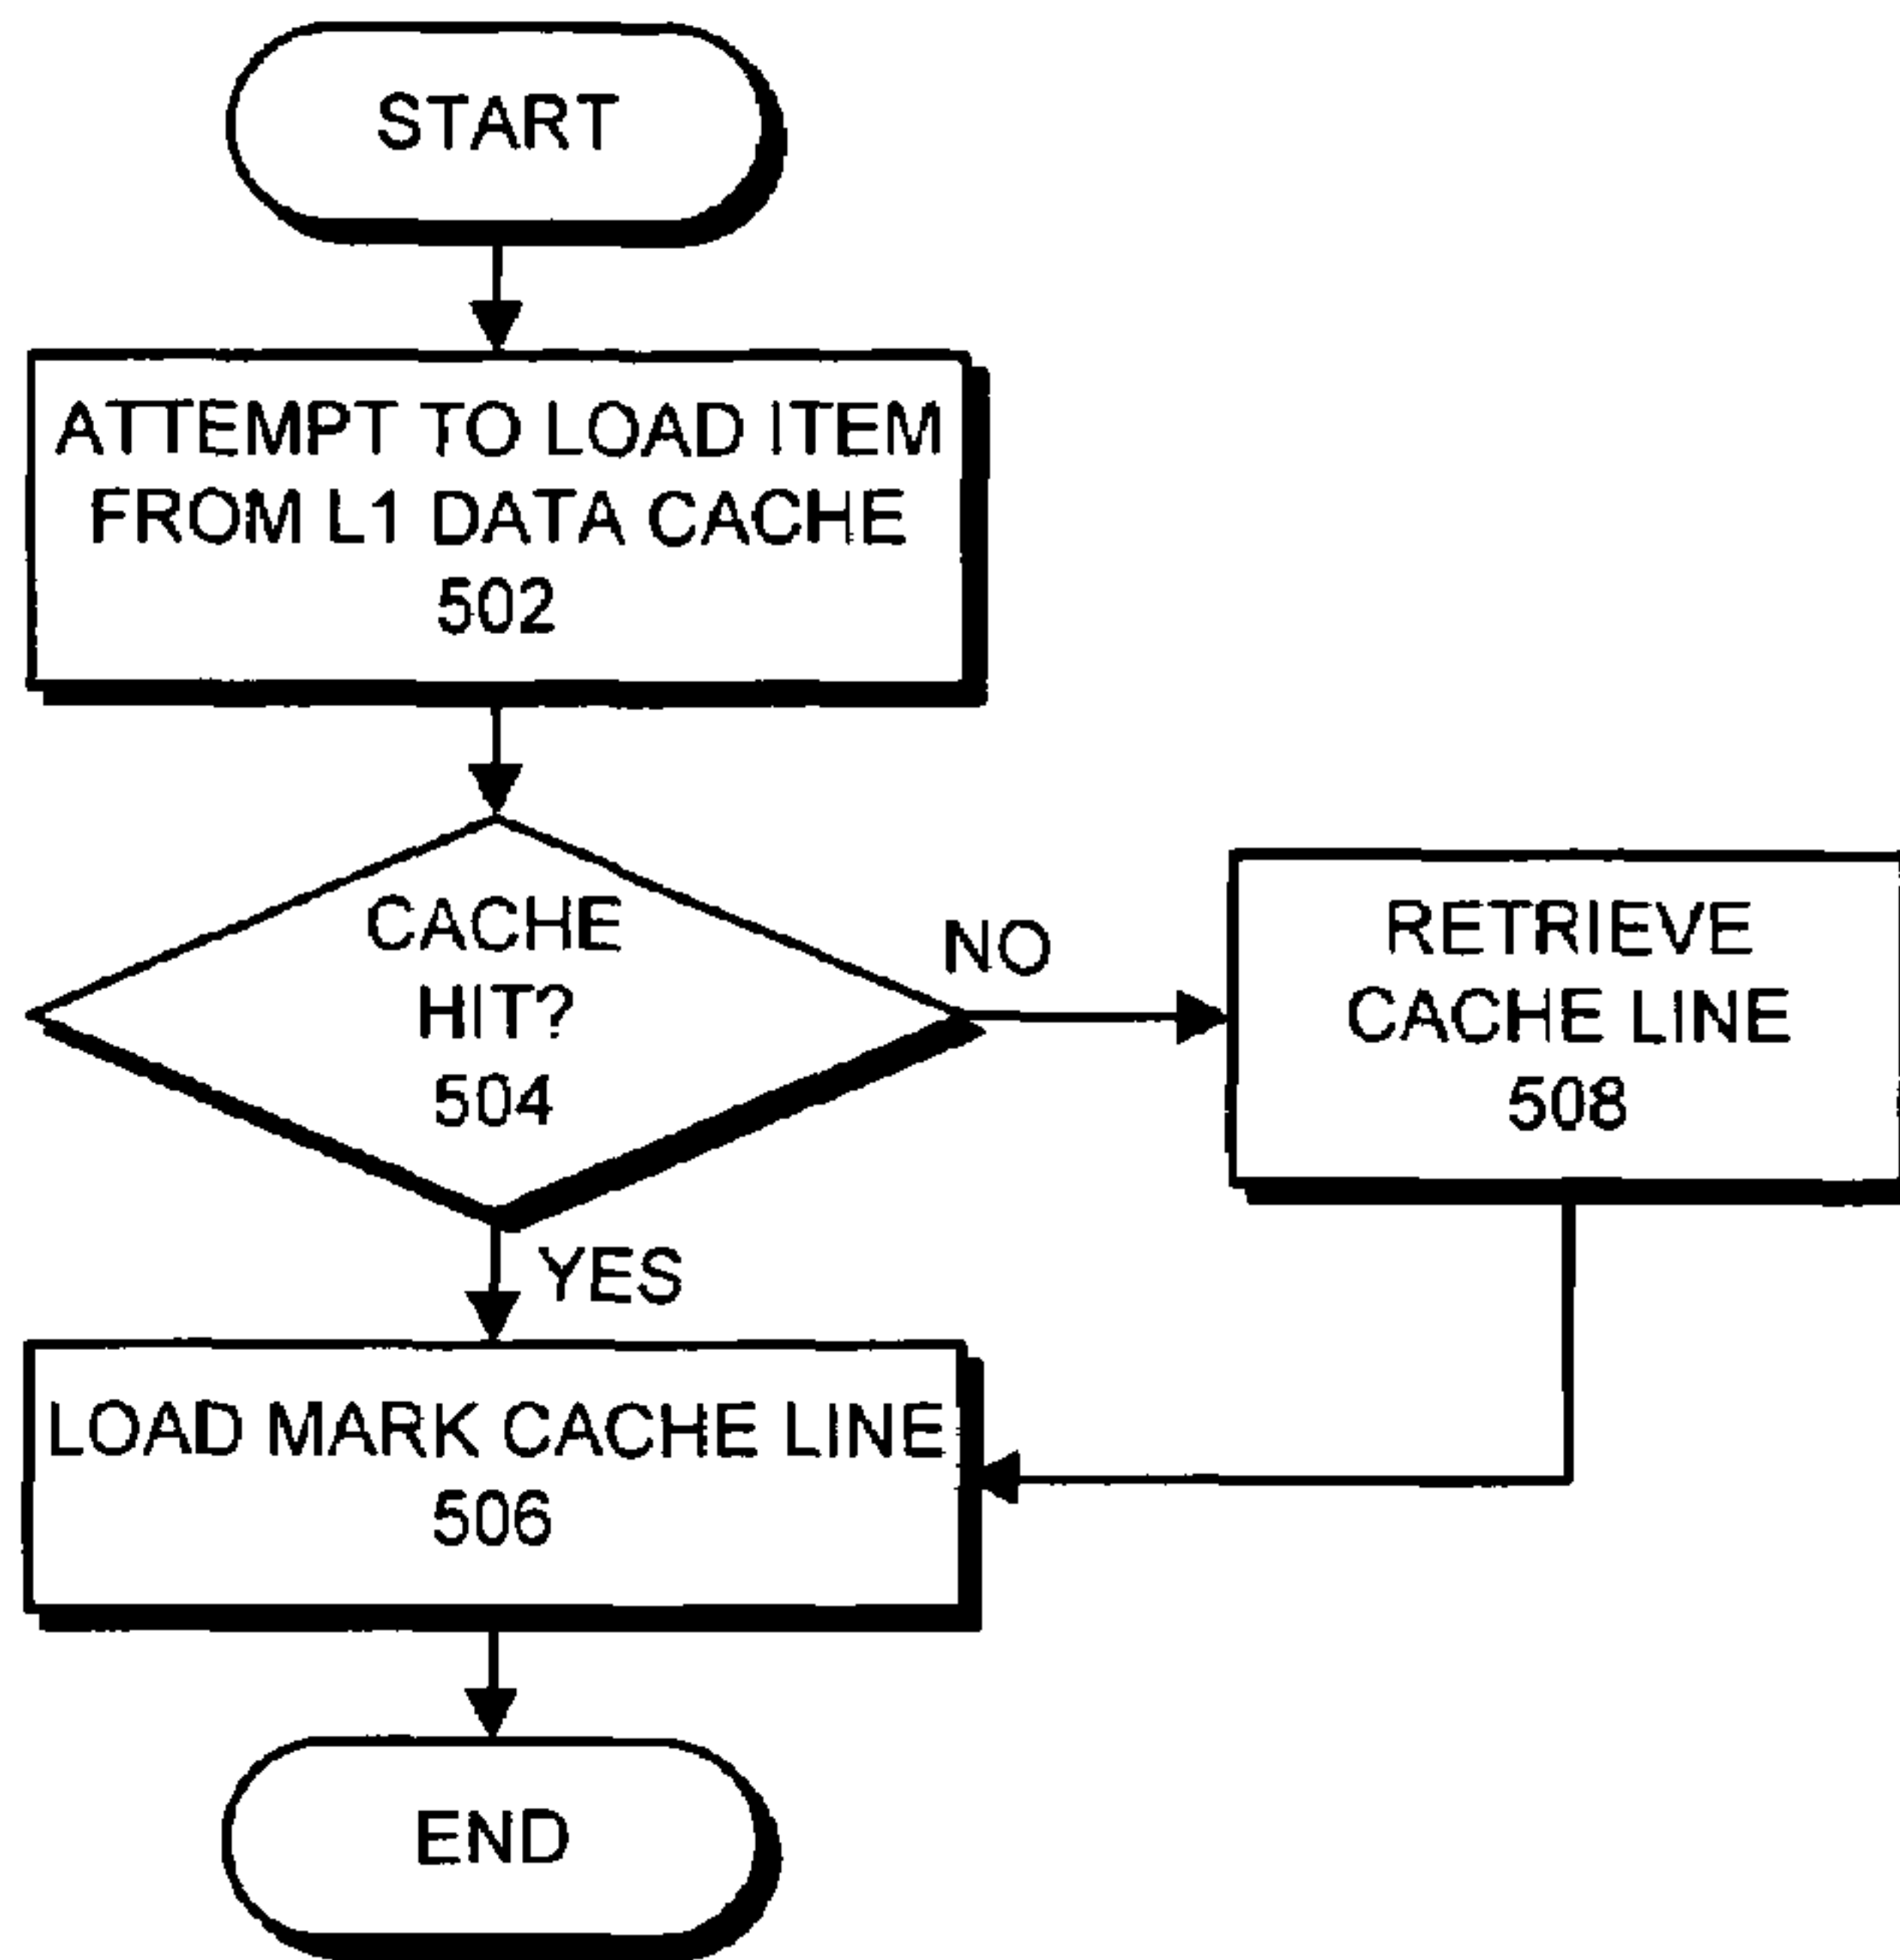 START
ATTEMPT TO LOAD ITEM
FROM L1 DATA CACHE
502
CACHE
HIT?
504
NO
RETRIEVE
CACHE LINE
508
YES
LOAD MARK CACHE LINE
506
END